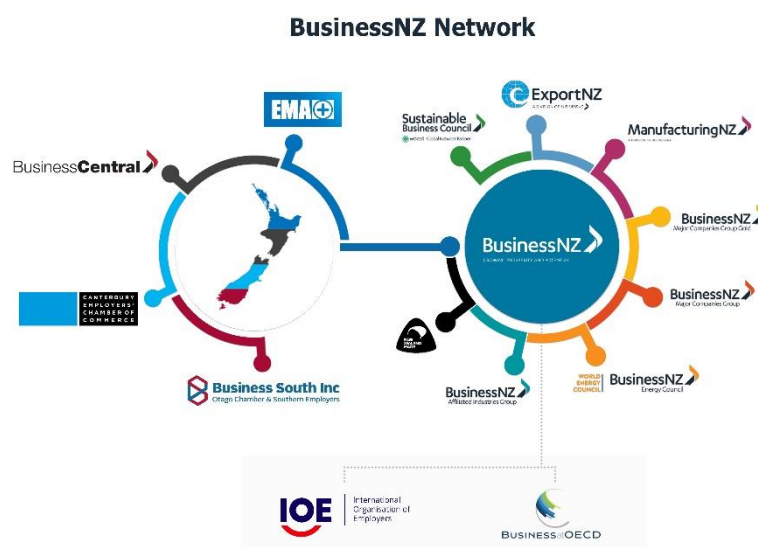 BusinessNZ Network
EMA
BusinessCentral
CANTERBURY
EMPLOYERS'
CHAMBER OF
COMMERCE
Business South Inc
Otago Chamber & Southern Employers
Sustainable
Business Council
ExportNZ
ManufacturingNZ
BusinessNZ
Major Companies Group Gold
BusinessNZ
Major Companies Group
WORLD
ENERGY
COUNCIL
BusinessNZ
Energy Council
BusinessNZ
Affiliated Industries Group
BusinessNZ
IOE
International
Organisation of
Employers
BUSINESS at OECD